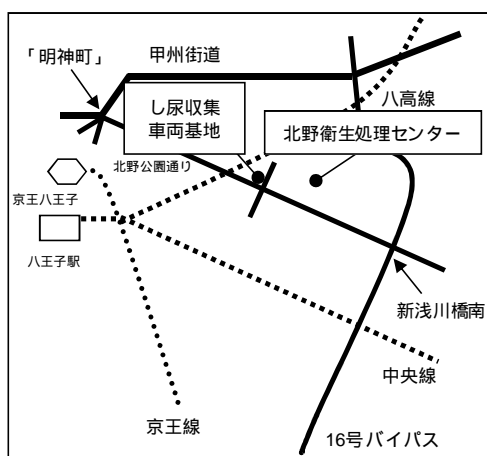 甲州街道
「明神町」
し尿収集
車両基地
八高線
北野衛生処理センター
北野公園通り
京王八王子
八王子駅
新浅川橋南
中央線
京王線
16号バイパス